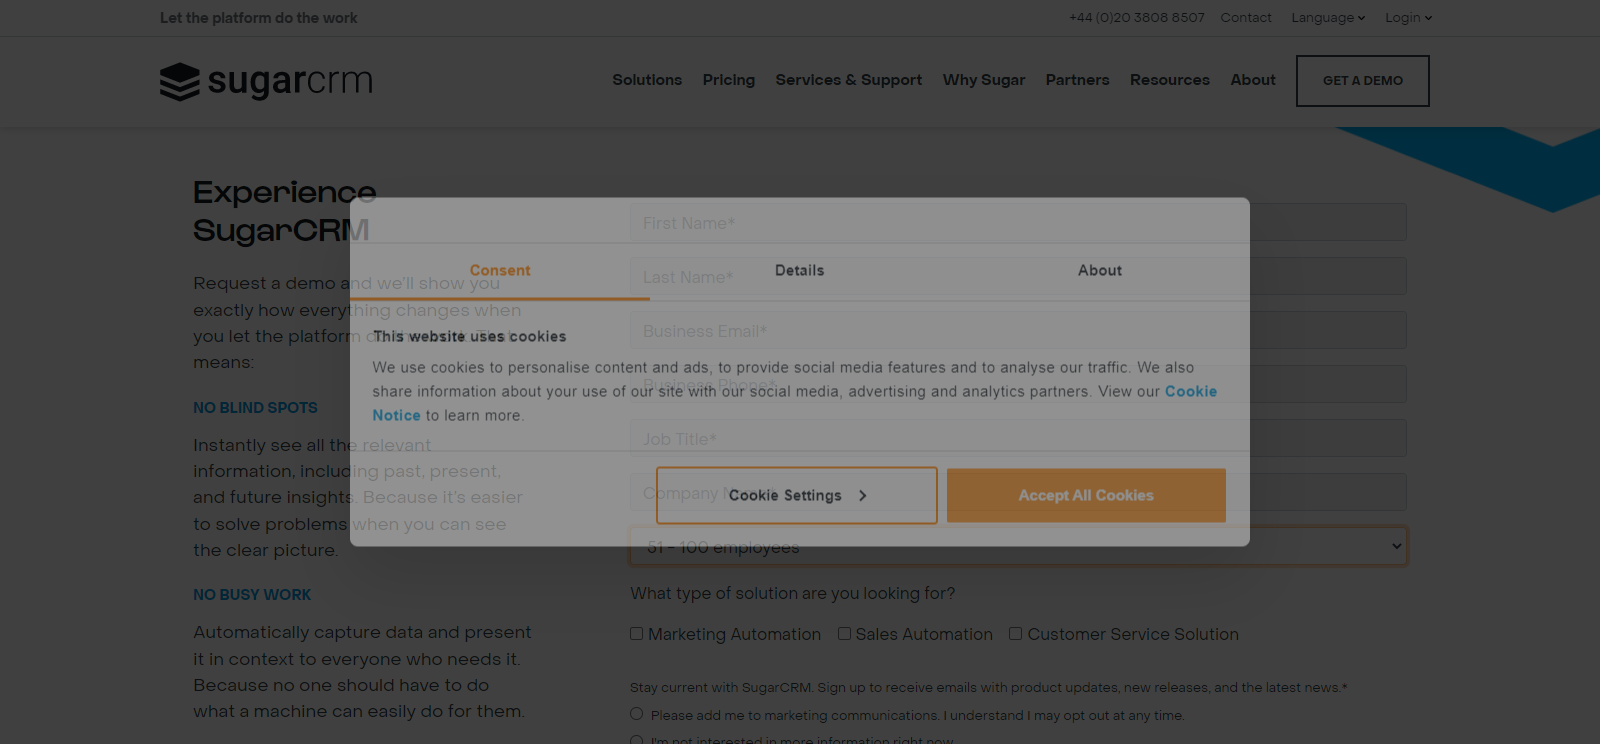 Let the platform do the work
+44 (0)20 3808 8507 Contact Language Login
sugarcrm
Solutions Pricing Services & Support Why Sugar Partners Resources About GET A DEMO
Experience
SugarCRM
Request a demo and we'll show you
exactly how everything changes when
you let the platform do the work. That
means:
NO BLIND SPOTS
Instantly see all the relevant
information, including past, present,
and future insights. Because it's easier
to solve problems when you can see
the clear picture.
NO BUSY WORK
Automatically capture data and present
it in context to everyone who needs it.
Because no one should have to do
what a machine can easily do for them.
First Name*
Last Name*
Business Email*
Business Phone*
Job Title*
Company Name*
51 - 100 employees
What type of solution are you looking for?
Marketing Automation Sales Automation Customer Service Solution
Stay current with SugarCRM. Sign up to receive emails with product updates, new releases, and the latest news.*
Please add me to marketing communications. I understand I may opt out at any time.
I'm not interested in more information right now.
Consent Details About
This website uses cookies
We use cookies to personalise content and ads, to provide social media features and to analyse our traffic. We also
share information about your use of our site with our social media, advertising and analytics partners. View our Cookie
Notice to learn more.
Cookie Settings Accept All Cookies